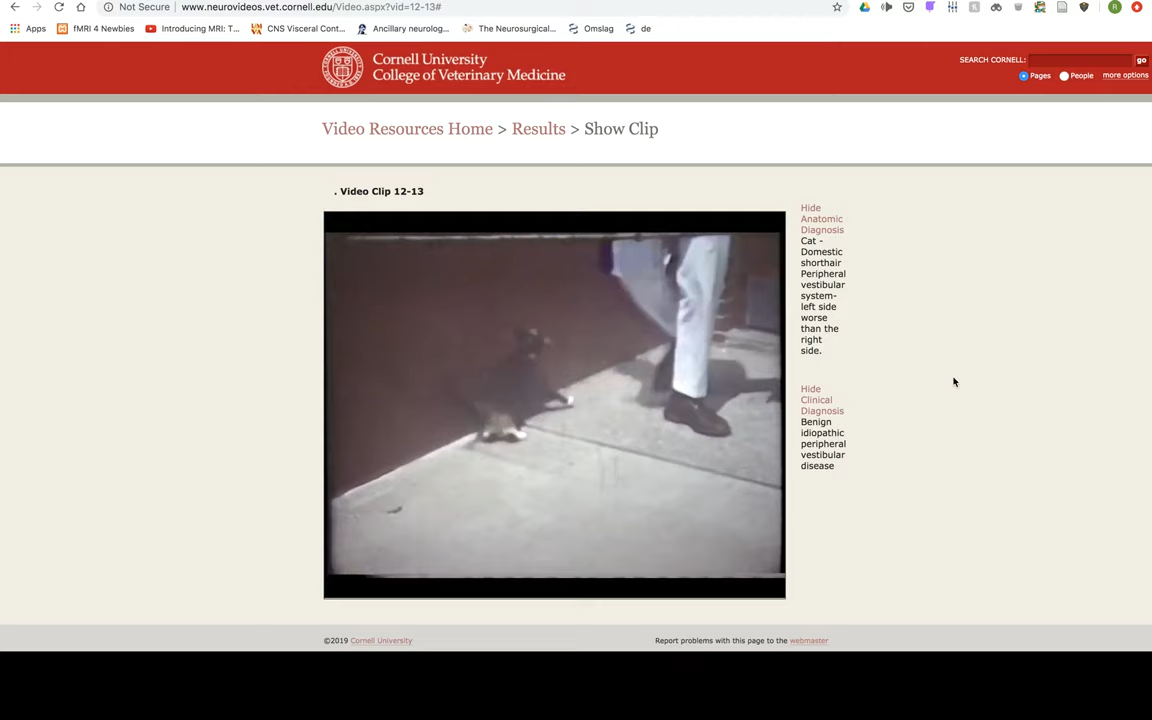 Not Secure www.neurovideos.vet.cornell.edu/Video.aspx?vid=12-13#
Apps fMRI 4 Newbies Introducing MRI: T... CNS Visceral Cont... Ancillary neurolog... The Neurosurgical... Omslag de
Cornell University
College of Veterinary Medicine
SEARCH CORNELL: go
Pages People more options
Video Resources Home > Results > Show Clip
. Video Clip 12-13
Hide
Anatomic
Diagnosis
Cat -
Domestic
shorthair
Peripheral
vestibular
system-
left side
worse
than the
right
side.
Hide
Clinical
Diagnosis
Benign
idiopathic
peripheral
vestibular
disease
©2019 Cornell University
Report problems with this page to the webmaster